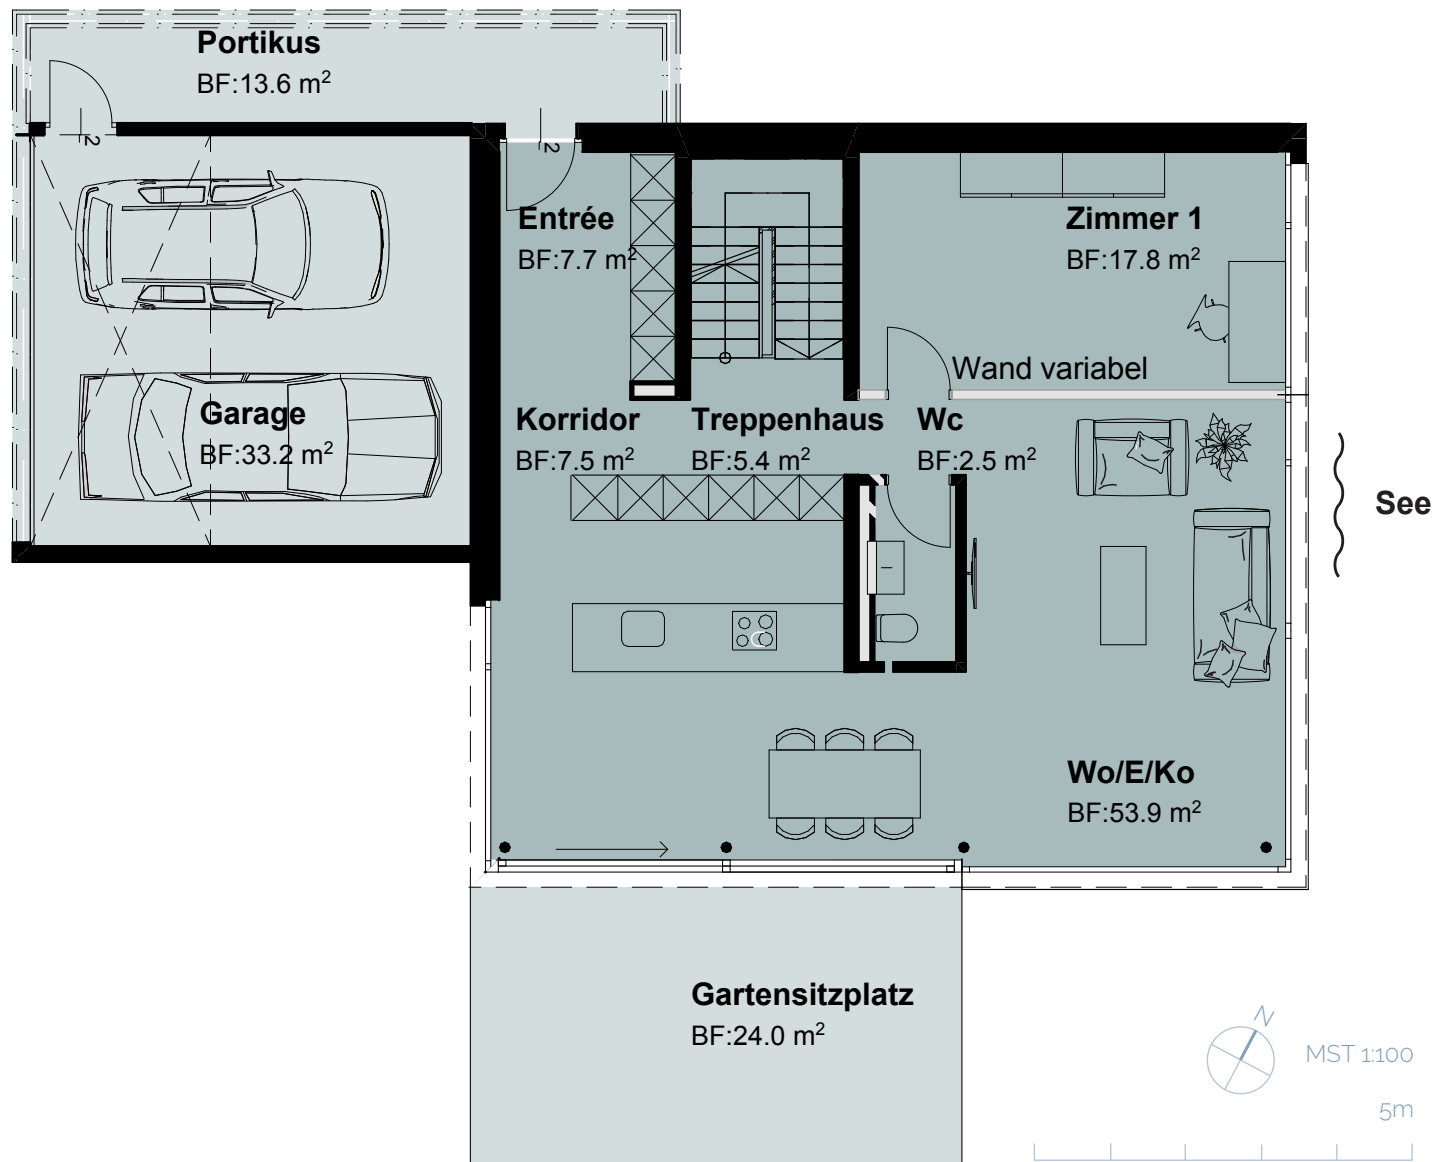 Portikus
BF:13.6 m²
2
2
Entrée
BF:7.7 m²
Zimmer 1
BF:17.8 m²
Wand variabel
Garage
BF:33.2 m²
Korridor
BF:7.5 m²
Treppenhaus
BF:5.4 m²
Wc
BF:2.5 m²
See
Wo/E/Ko
BF:53.9 m²
Gartensitzplatz
BF:24.0 m²
N
MST 1:100
5m